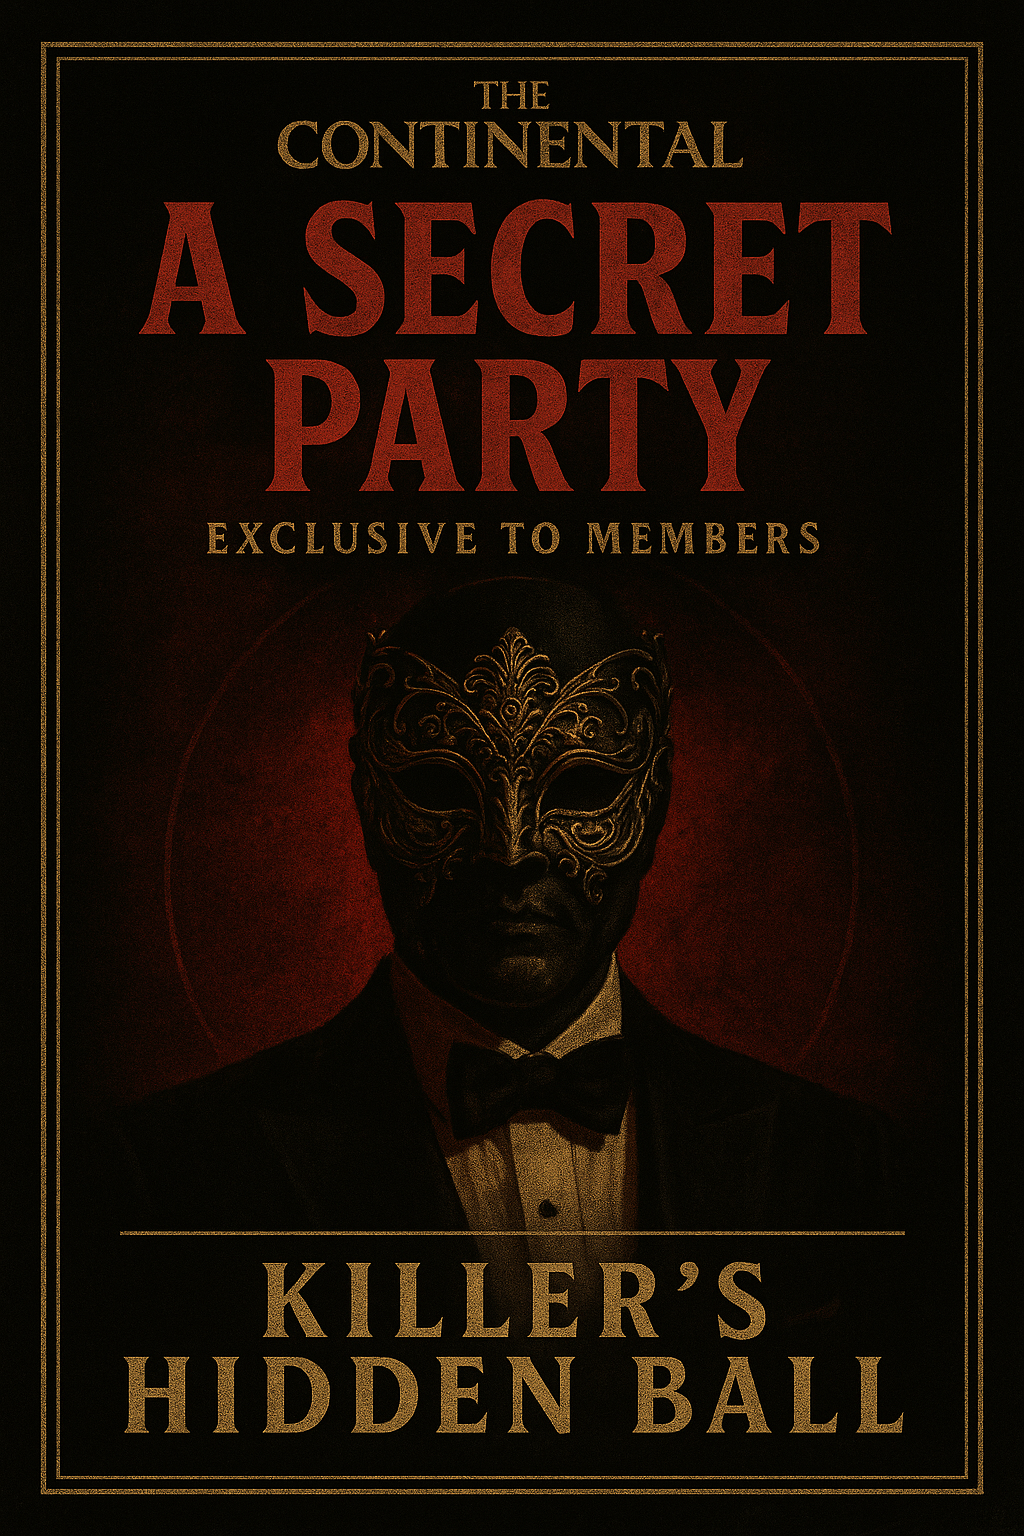 THE
CONTINENTAL
A SECRET
PARTY
EXCLUSIVE TO MEMBERS
KILLER’S
HIDDEN BALL